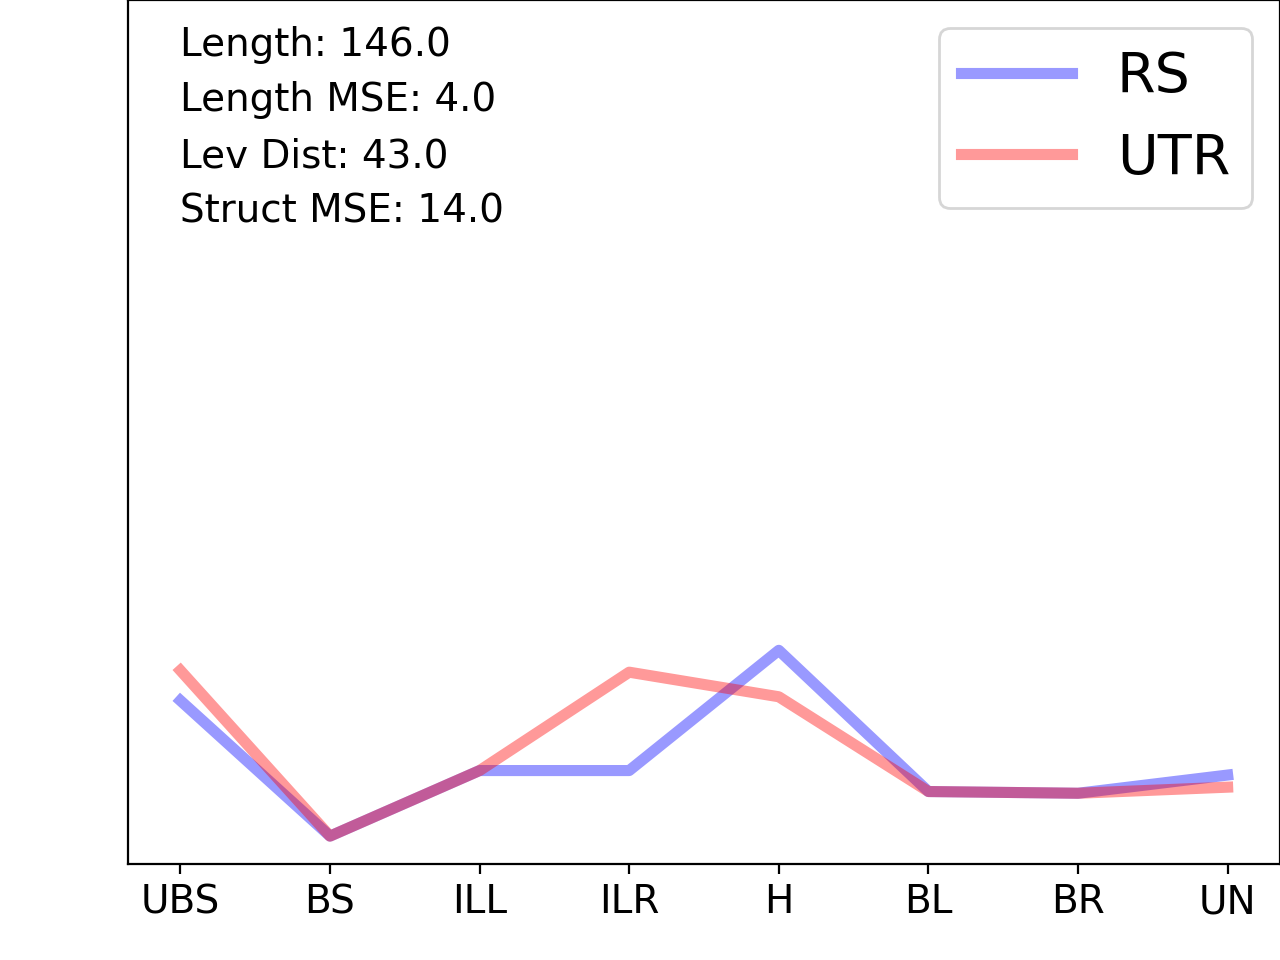 Length: 146.0
Length MSE: 4.0
Lev Dist: 43.0
Struct MSE: 14.0
RS
UTR
UBS BS ILL ILR H BL BR UN